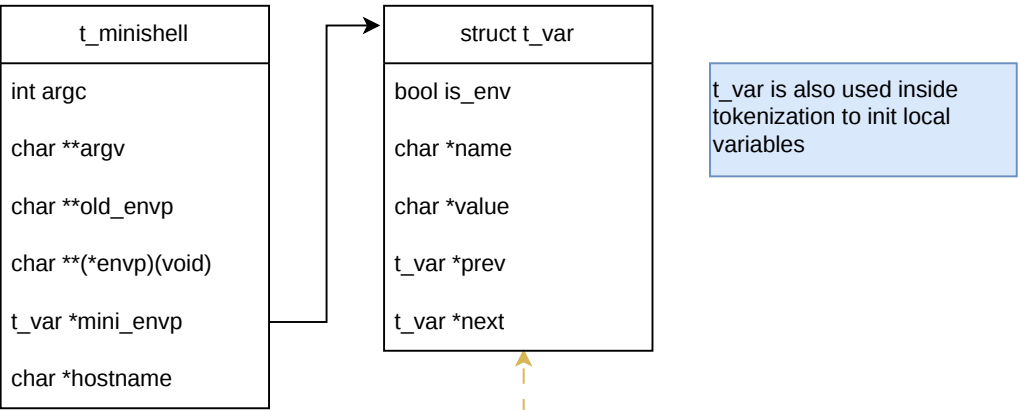 t_minishell
int argc
char **argv
char **old_envp
char **(*envp)(void)
t_var *mini_envp
char *hostname
struct t_var
bool is_env
char *name
char *value
t_var *prev
t_var *next
t_var is also used inside
tokenization to init local
variables